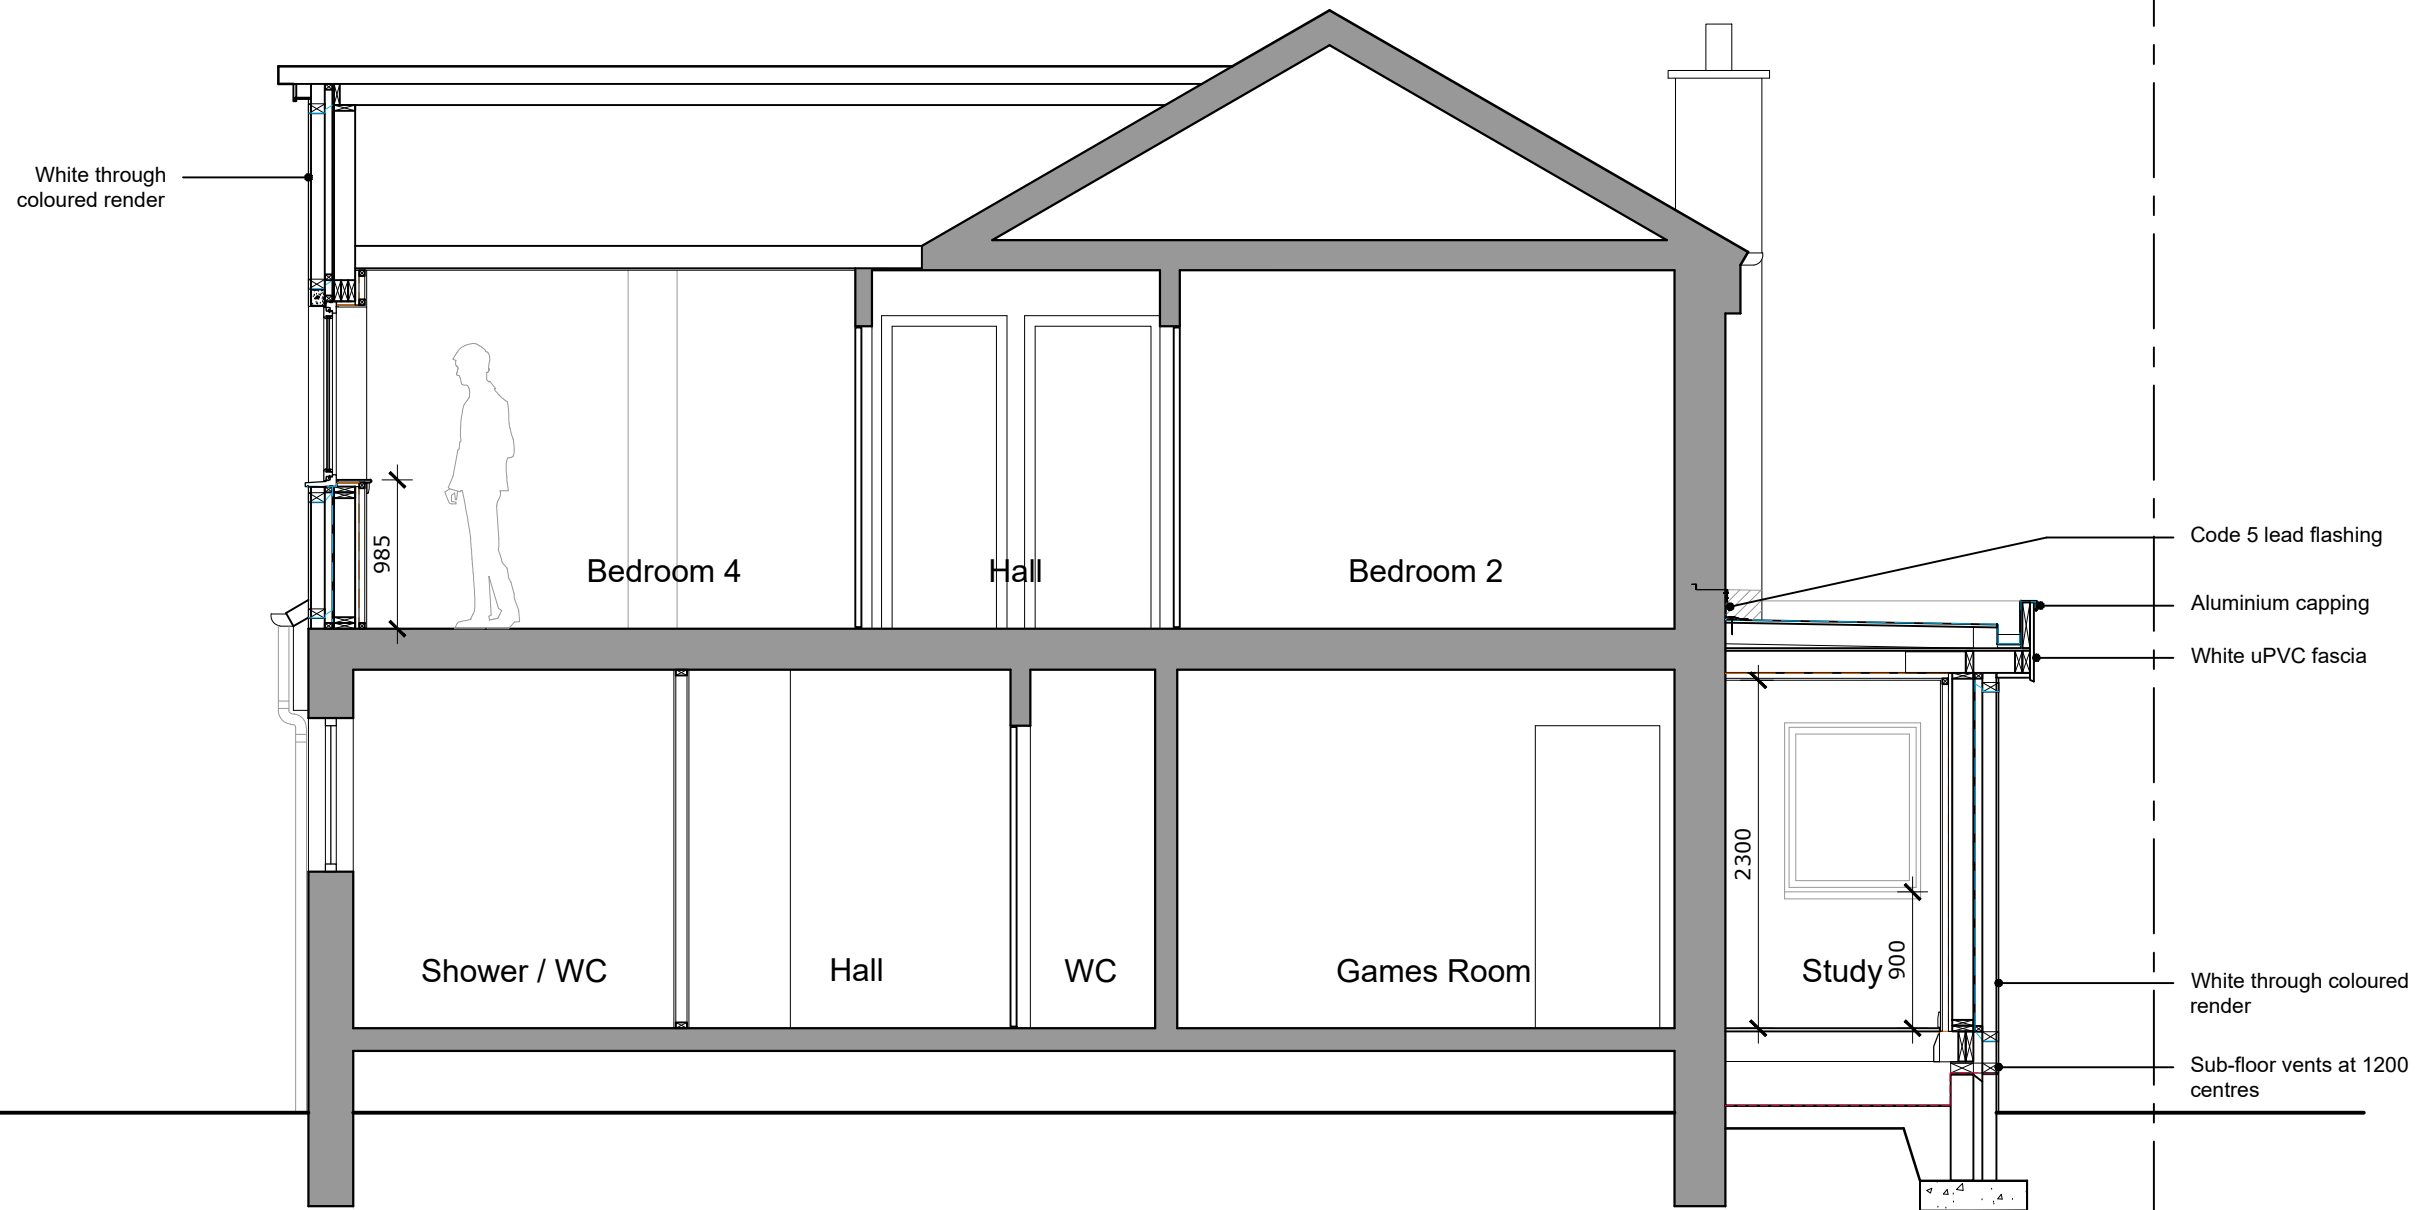 White through
coloured render
985
Bedroom 4
Hall
Bedroom 2
Code 5 lead flashing
Aluminium capping
White uPVC fascia
2300
900
Shower / WC
Hall
WC
Games Room
Study
White through coloured
render
Sub-floor vents at 1200
centres